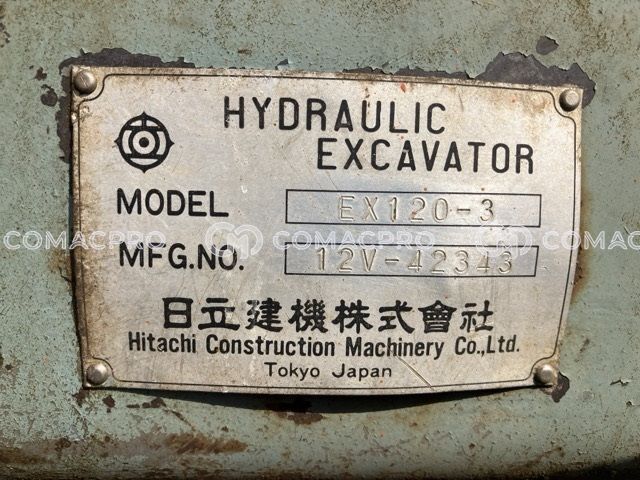 HYDRAULIC
EXCAVATOR
MODEL EX120-3
MFG.NO. 12V-42343
COMACPRO COMACPRO COMACPRO
日立建機株式會社
Hitachi Construction Machinery Co.,Ltd.
Tokyo Japan